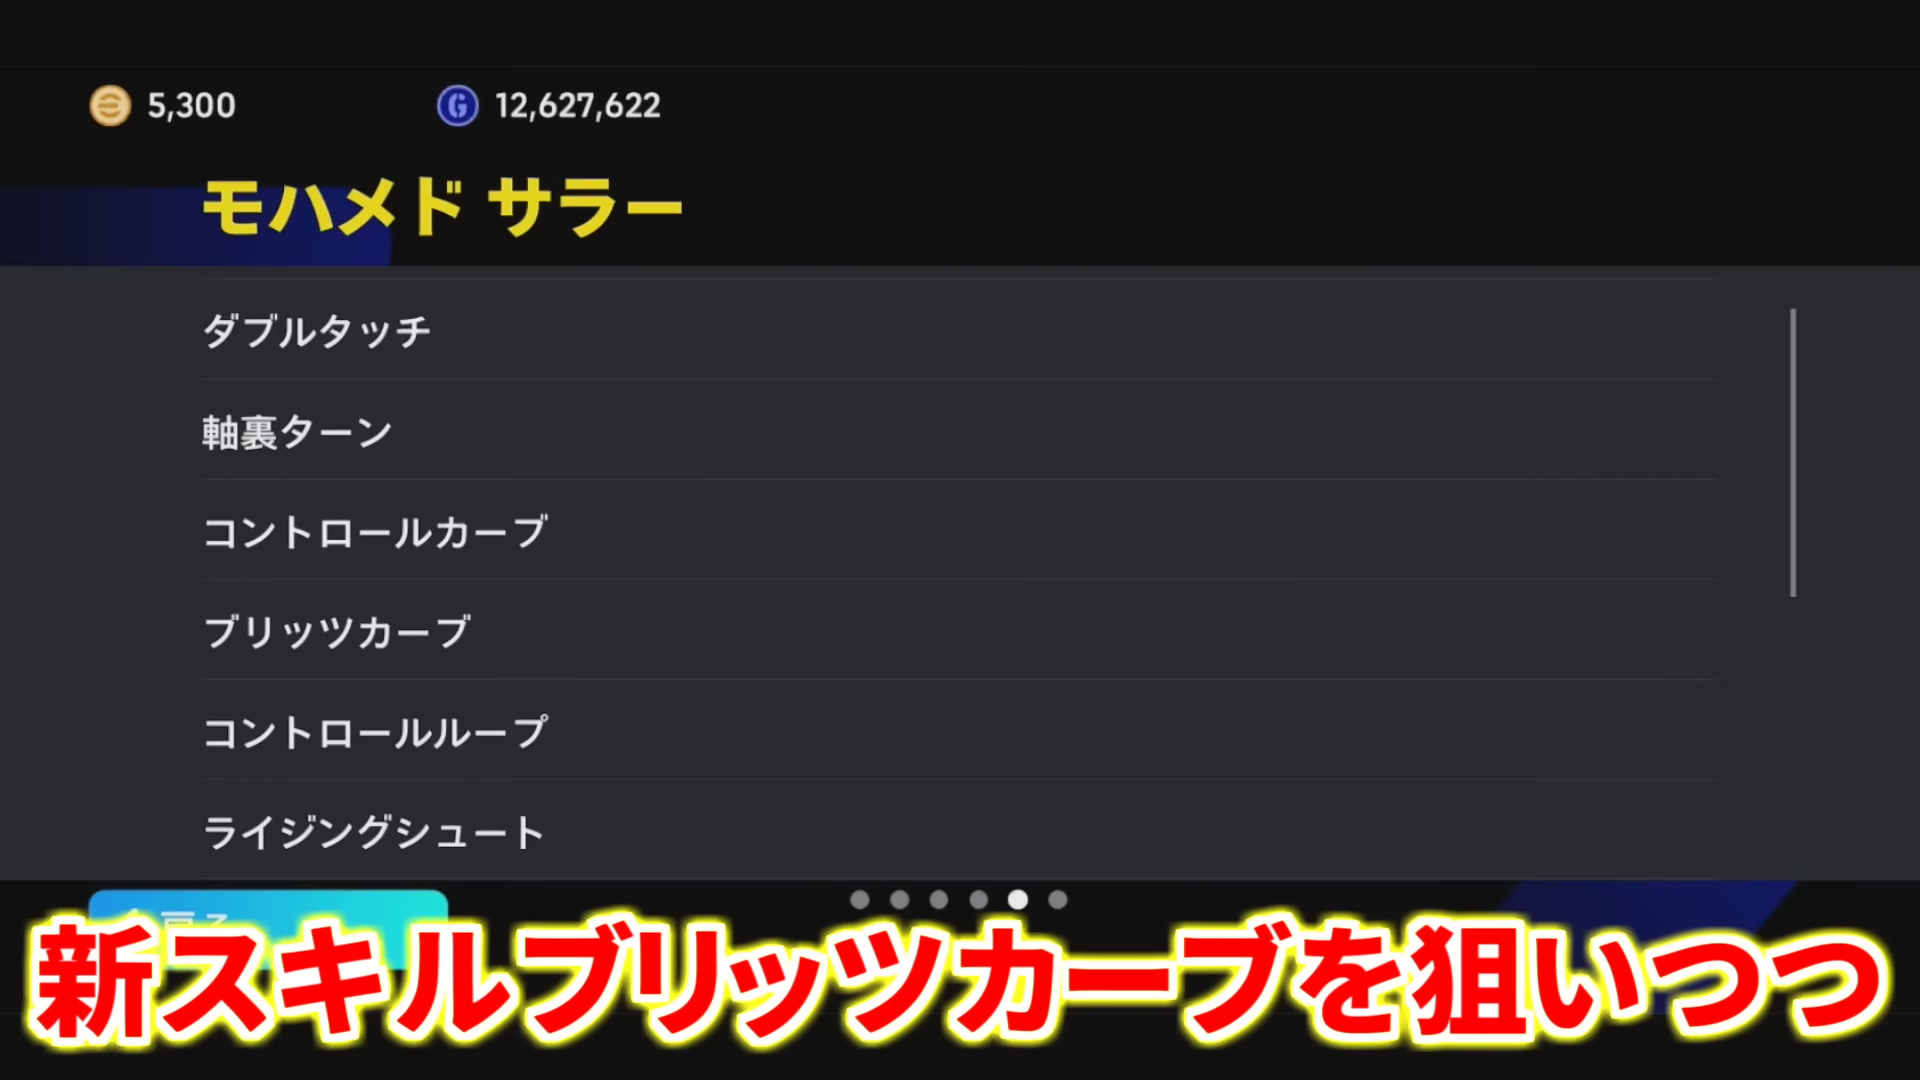 5,300
12,627,622
モハメド サラー
ダブルタッチ
軸裏ターン
コントロールカーブ
ブリッツカーブ
コントロールループ
ライジングシュート
新スキルブリッツカーブを狙いつつ